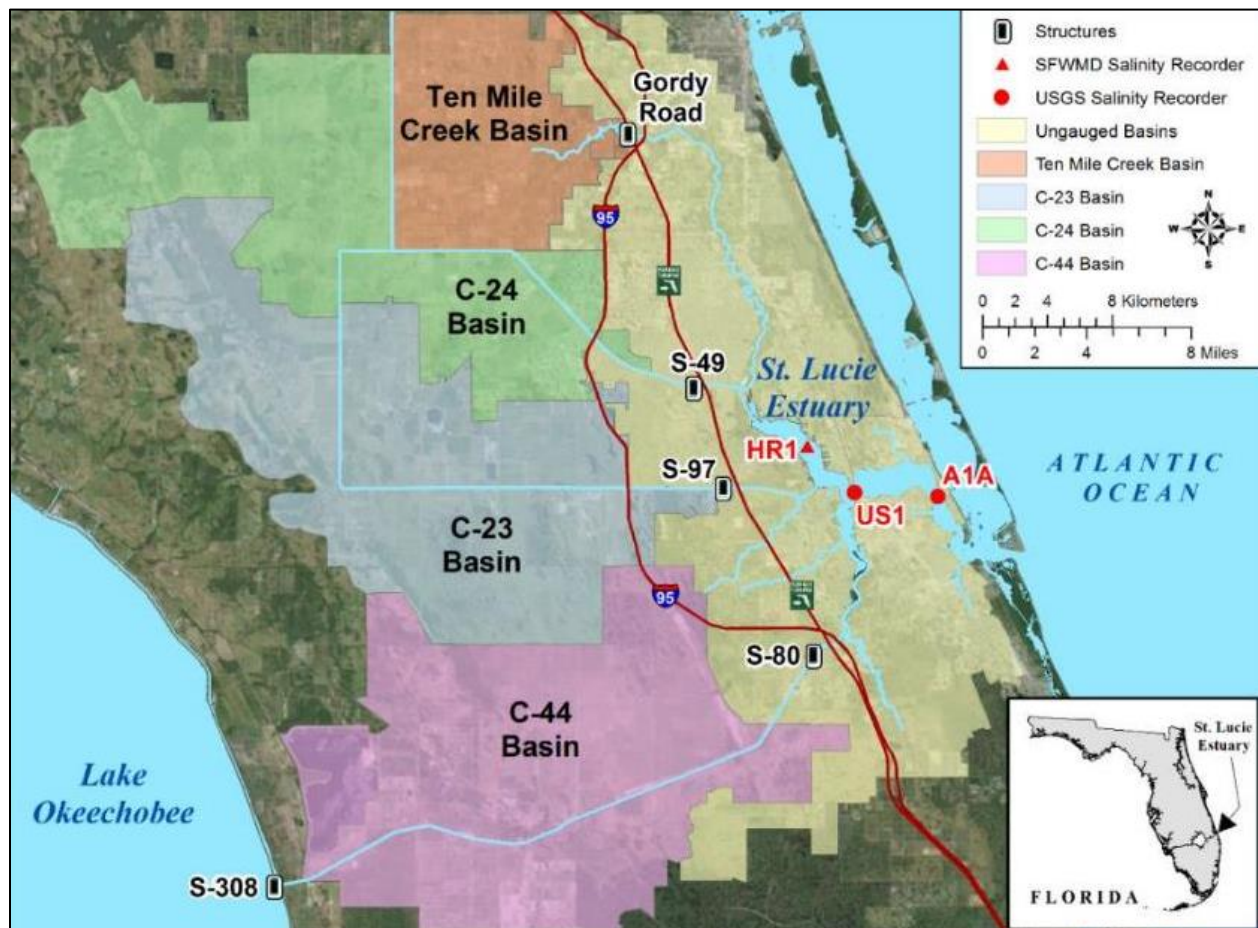 Ten Mile
Creek Basin
Gordy
Road
95
C-24
Basin
S-49
St. Lucie
Estuary
HR1
S-97
US1
A1A
ATLANTIC
OCEAN
C-23
Basin
95
S-80
C-44
Basin
Lake
Okeechobee
S-308
Structures
SFWMD Salinity Recorder
USGS Salinity Recorder
Ungauged Basins
Ten Mile Creek Basin
C-23 Basin
C-24 Basin
C-44 Basin
N
W E
S
0 2 4 8 Kilometers
0 2 4 8 Miles
St. Lucie
Estuary
FLORIDA